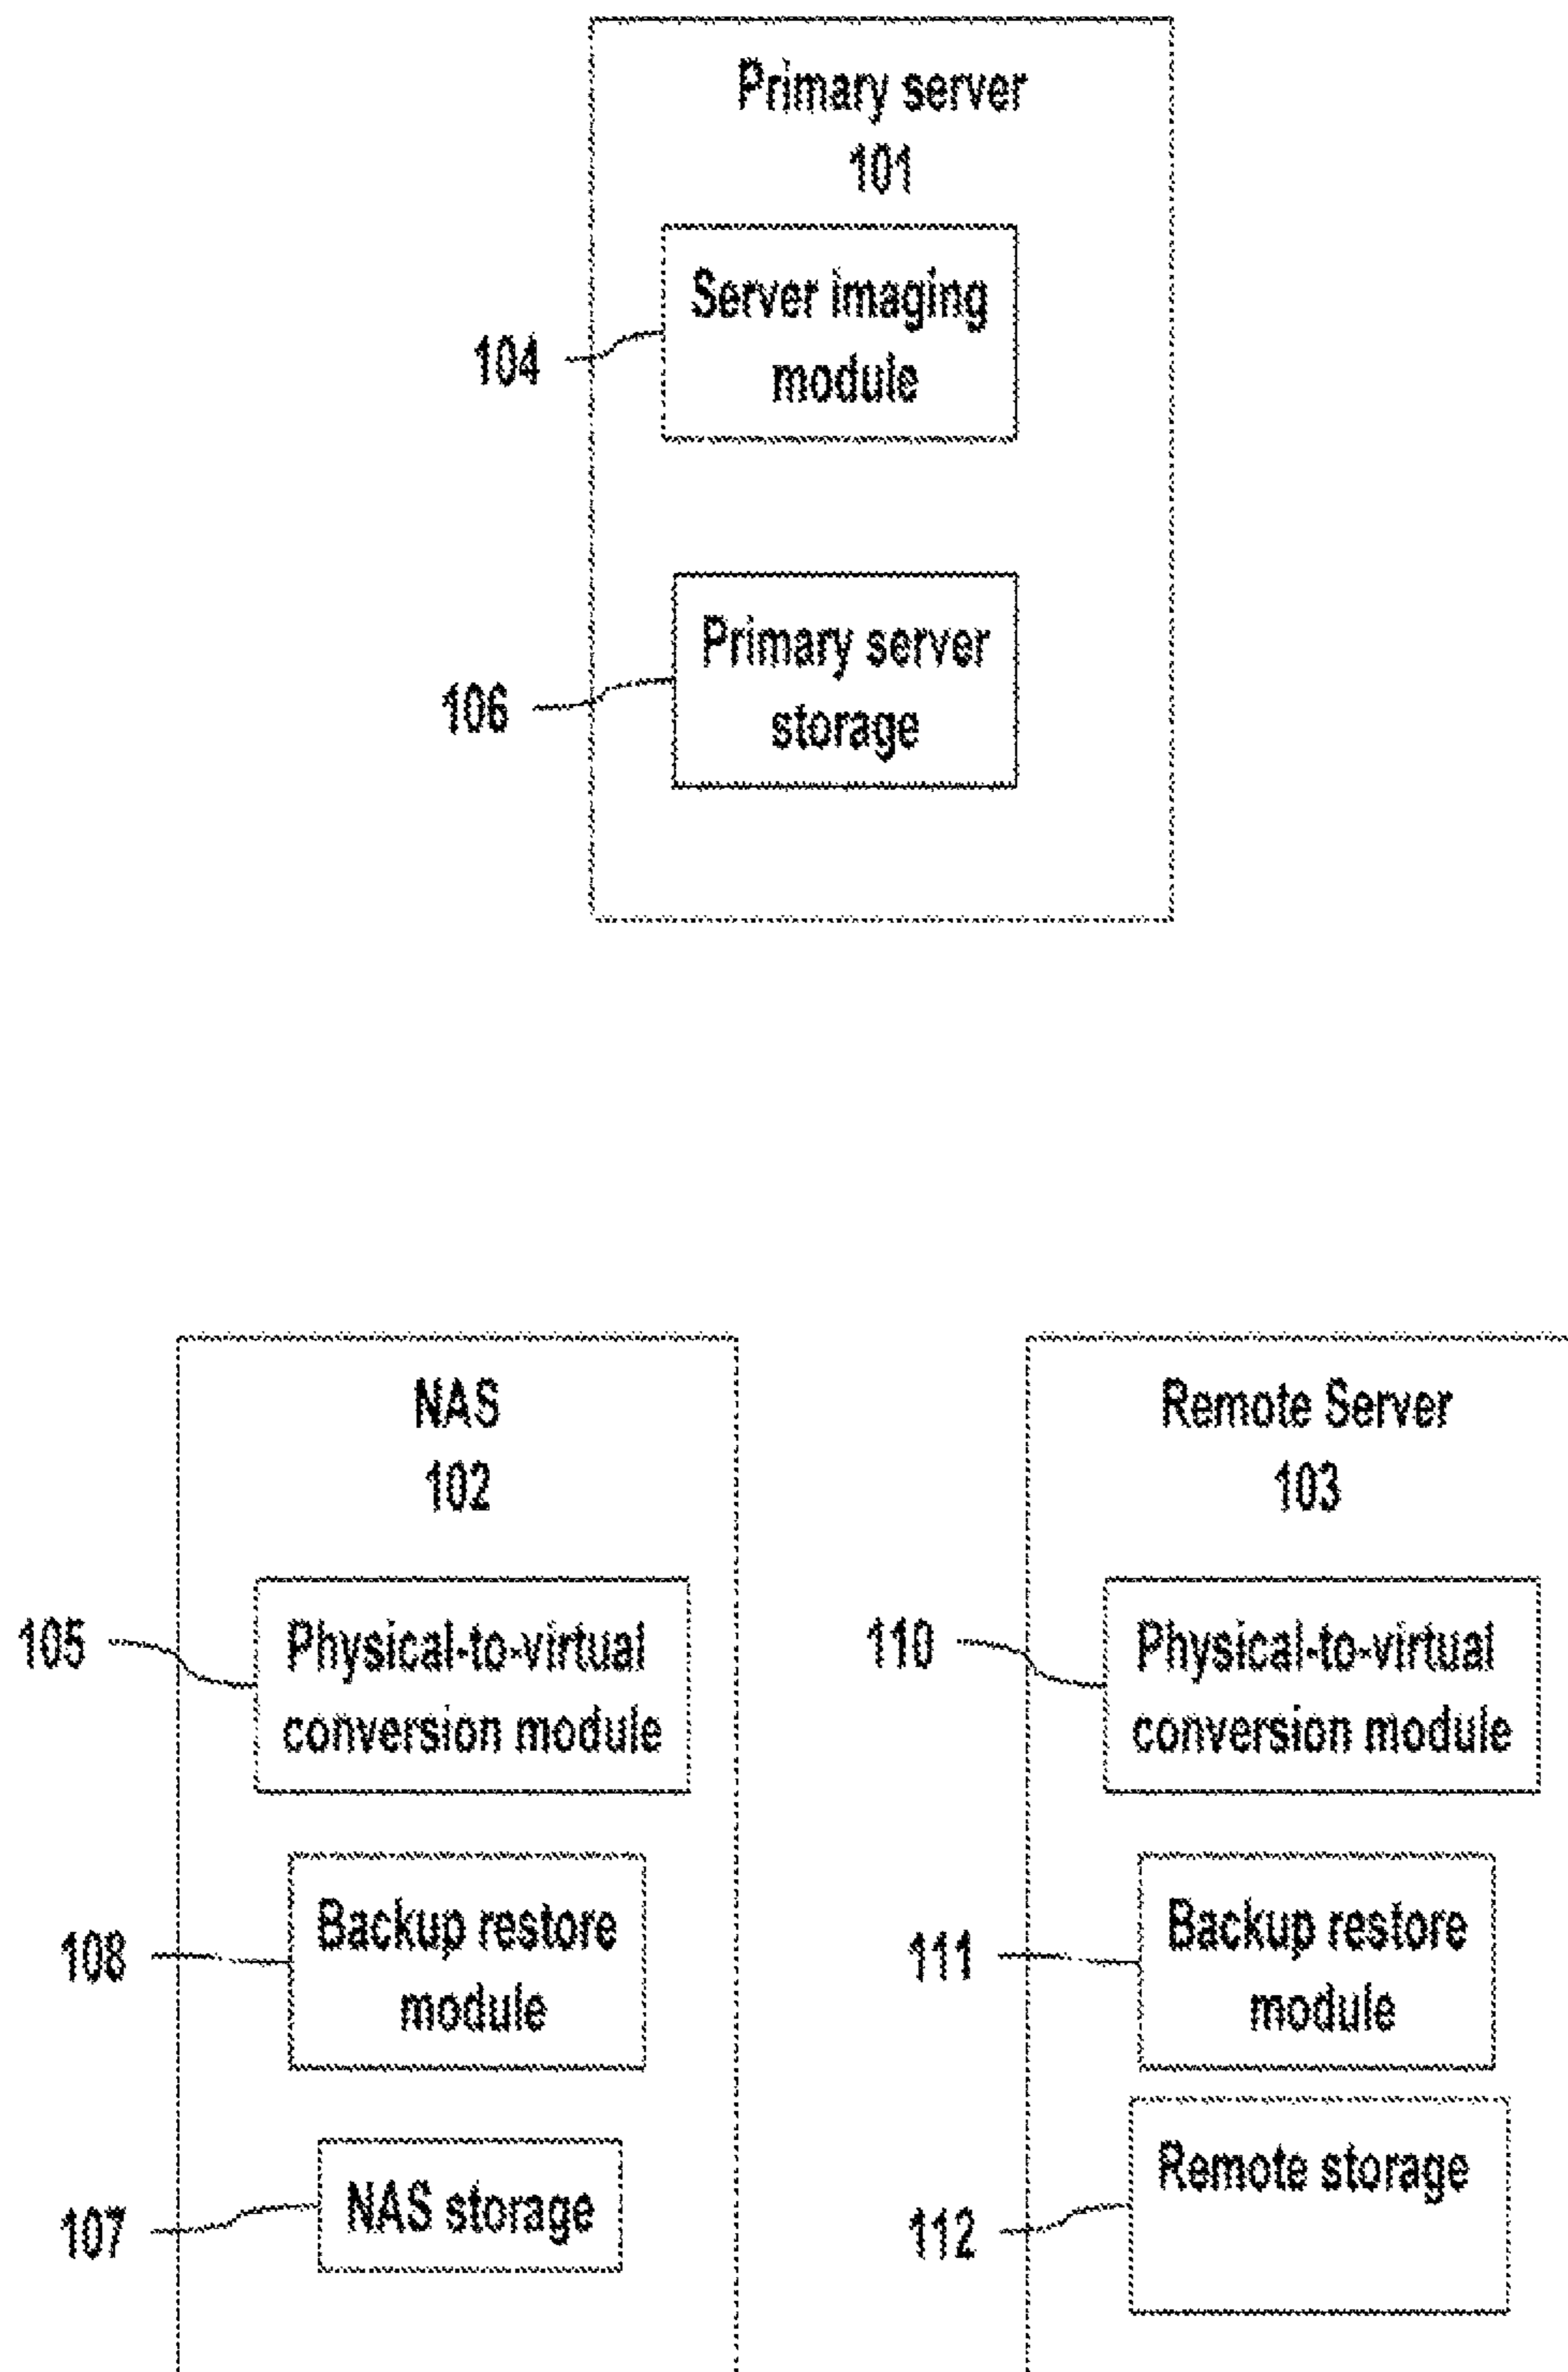 Primary server
101
Server imaging
module
104
Primary server
storage
106
NAS
102
Physical-to-virtual
conversion module
105
Backup restore
module
108
NAS storage
107
Remote Server
103
Physical-to-virtual
conversion module
110
Backup restore
module
111
Remote storage
112